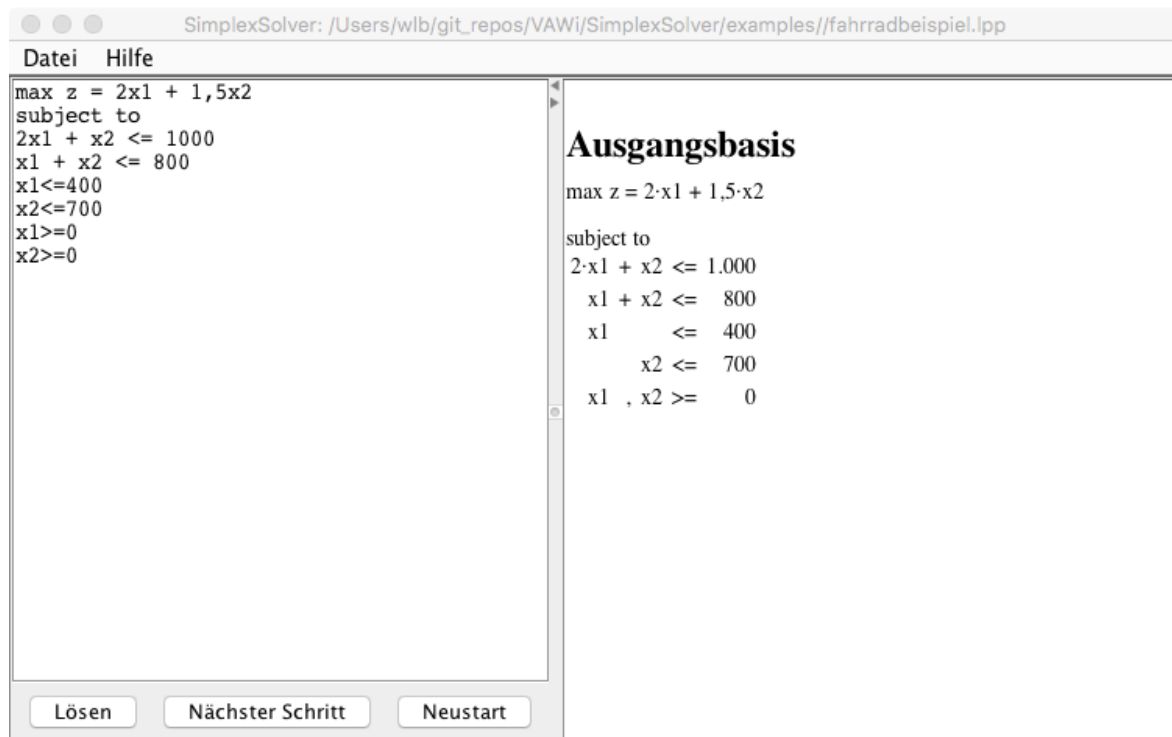 SimplexSolver: /Users/wlb/git_repos/VAWi/SimplexSolver/examples//fahrradbeispiel.lpp
Datei Hilfe
max z = 2x1 + 1,5x2
subject to
2x1 + x2 <= 1000
x1 + x2 <= 800
x1<=400
x2<=700
x1>=0
x2>=0
Lösen Nächster Schritt Neustart
Ausgangsbasis
max z = 2·x1 + 1,5·x2
subject to
2·x1 + x2 <= 1.000
x1 + x2 <= 800
x1 <= 400
x2 <= 700
x1 , x2 >= 0